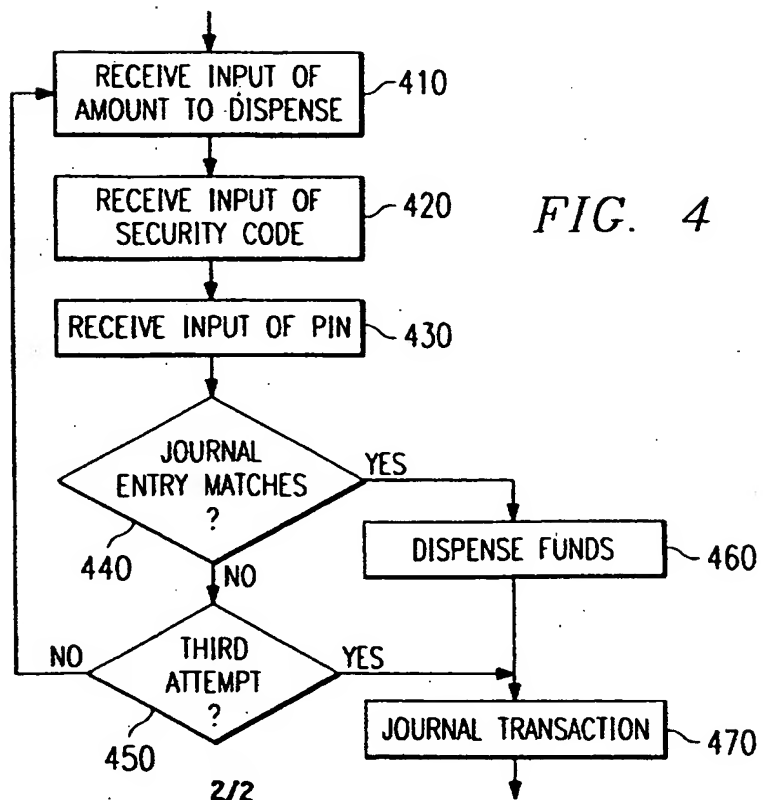 RECEIVE INPUT OF
AMOUNT TO DISPENSE
410
RECEIVE INPUT OF
SECURITY CODE
420
FIG. 4
RECEIVE INPUT OF PIN
430
JOURNAL
ENTRY MATCHES
?
YES
440
NO
DISPENSE FUNDS
460
NO
THIRD
ATTEMPT
?
YES
450
JOURNAL TRANSACTION
470
2/2